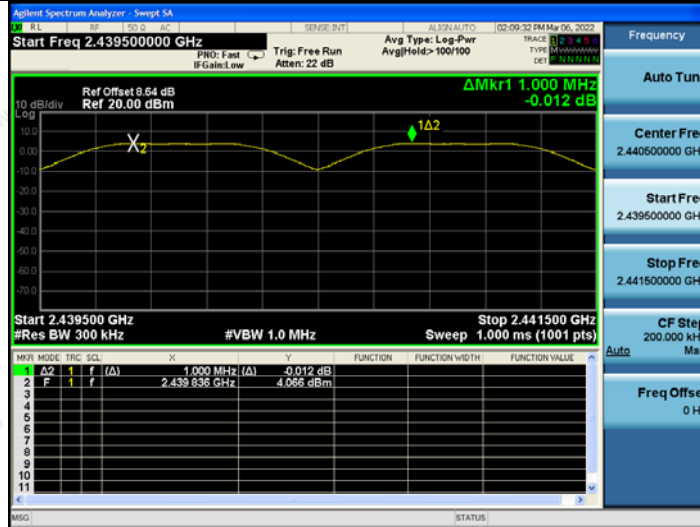 Agilent Spectrum Analyzer - Swept SA
RL RF 50 Ω AC SENSE:INT ALIGNAUTO 02:09:32 PM Mar 06, 2022
Start Freq 2.439500000 GHz
PNO: Fast
IFGain:Low
Trig: Free Run
Atten: 22 dB
Avg Type: Log-Pwr
Avg|Hold:> 100/100
TRACE 1 2 3 4 5 6
TYPE M
DET P N N N N N
ΔMkr1 1.000 MHz
-0.012 dB
Ref Offset 8.64 dB
10 dB/div Ref 20.00 dBm
Log
10.0
0.00
-10.0
-20.0
-30.0
-40.0
-50.0
-60.0
-70.0
X2
1Δ2
Start 2.439500 GHz Stop 2.441500 GHz
#Res BW 300 kHz #VBW 1.0 MHz Sweep 1.000 ms (1001 pts)
MKR MODE TRC SCL X Y FUNCTION FUNCTION WIDTH FUNCTION VALUE
1 Δ2 1 f (Δ) 1.000 MHz (Δ) -0.012 dB
2 F 1 f 2.439 836 GHz 4.066 dBm
3
4
5
6
7
8
9
10
11
MSG STATUS
Frequency
Auto Tun
Center Fre
2.440500000 GH
Start Fre
2.439500000 GH
Stop Fre
2.441500000 GH
CF Step
200.000 kH
Auto Ma
Freq Offse
0 H